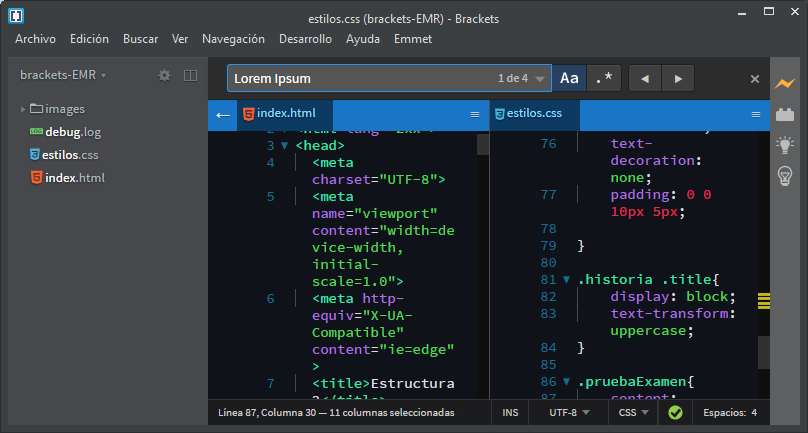 estilos.css (brackets-EMR) - Brackets
Archivo Edición Buscar Ver Navegación Desarrollo Ayuda Emmet
brackets-EMR
images
debug.log
estilos.css
index.html
Lorem Ipsum 1 de 4 Aa .*
index.html
3 <head>
4 <meta
charset="UTF-8">
5 <meta
name="viewport"
content="width=de
vice-width,
initial-
scale=1.0">
6 <meta http-
equiv="X-UA-
Compatible"
content="ie=edge"
>
7 <title>Estructura
estilos.css
76 text-
decoration:
none;
77 padding: 0 0
10px 5px;
78
79 }
80
81 .historia .title{
82 display: block;
83 text-transform:
uppercase;
84 }
85
86 .pruebaExamen{
87 content:
Línea 87, Columna 30 — 11 columnas seleccionadas INS UTF-8 CSS Espacios: 4